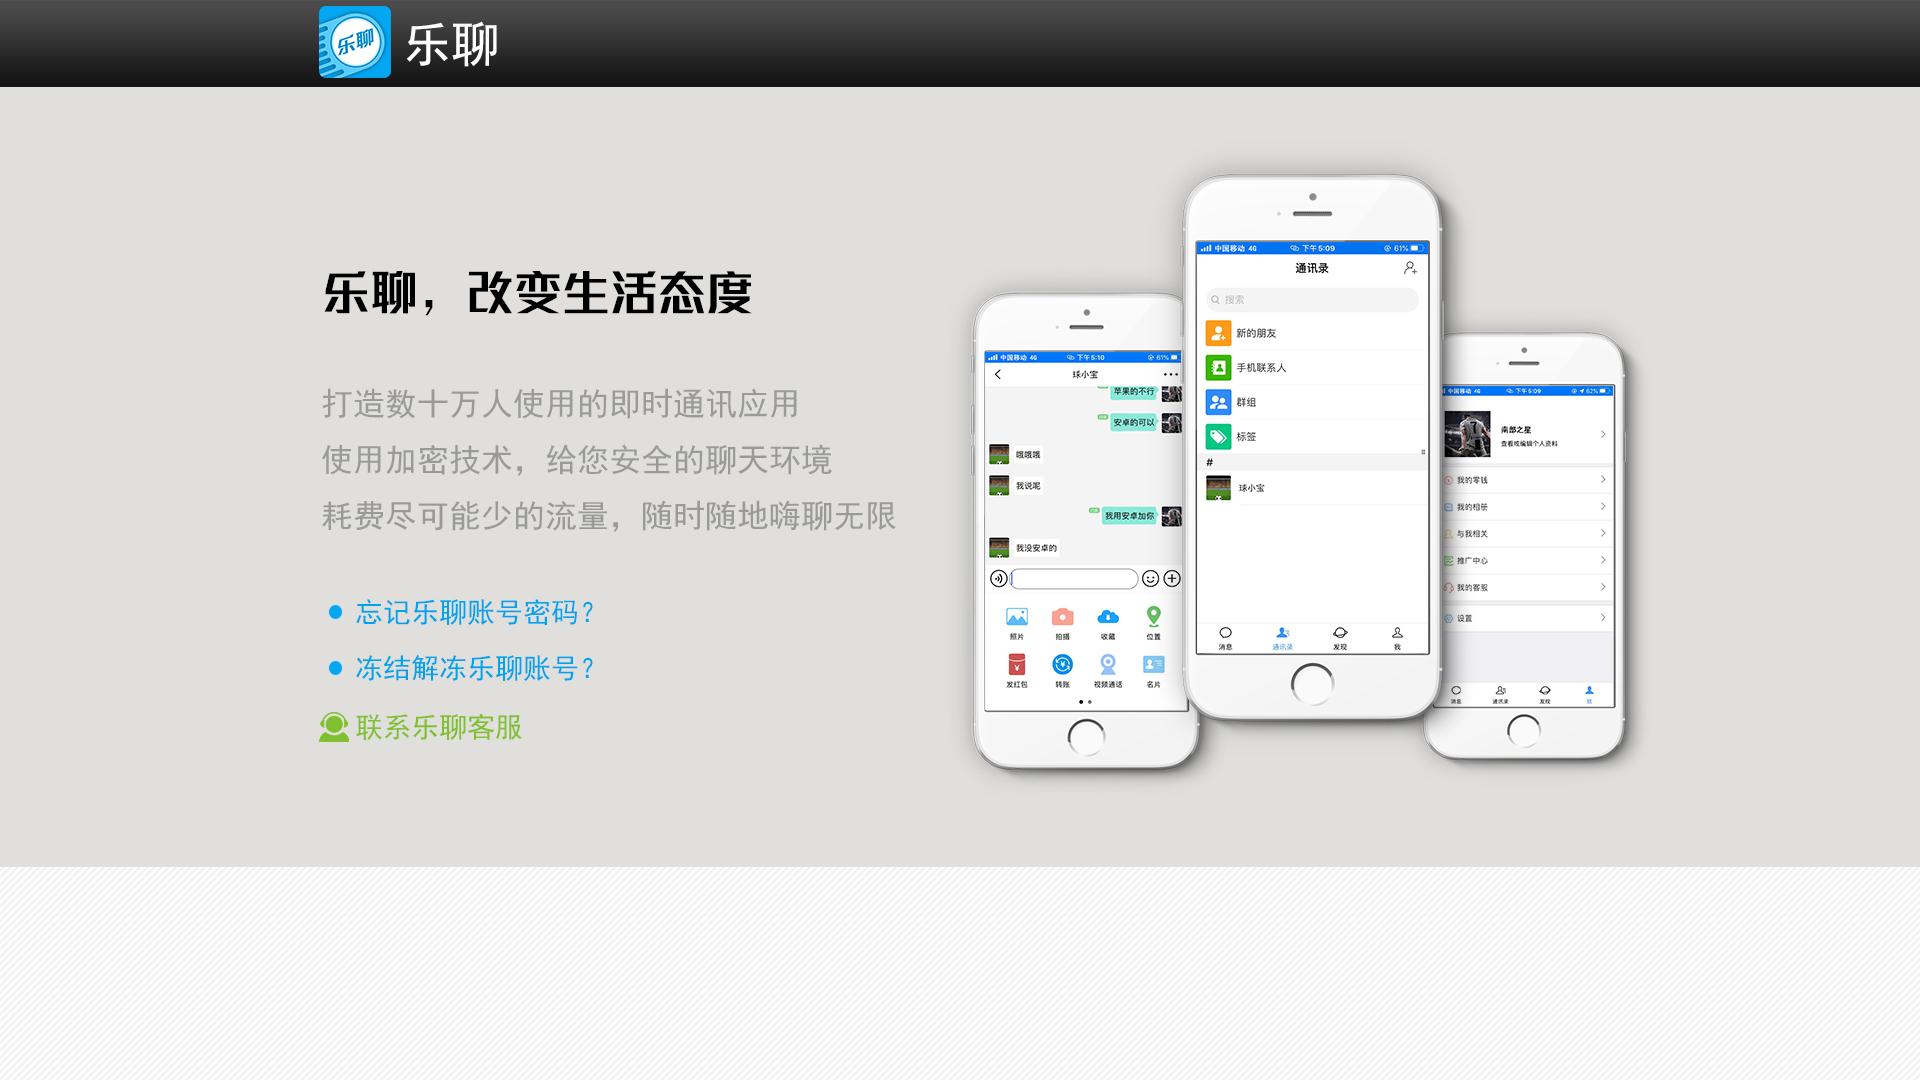 乐聊
乐聊
乐聊，改变生活态度
打造数十万人使用的即时通讯应用
使用加密技术，给您安全的聊天环境
耗费尽可能少的流量，随时随地嗨聊无限
忘记乐聊账号密码？
冻结解冻乐聊账号？
联系乐聊客服
中国移动 4G 下午5:10 61%
球小宝
苹果的不行
安卓的可以
哦哦哦
我说呢
我用安卓加你
我没安卓的
照片 拍摄 收藏 位置
发红包 转账 视频通话 名片
中国移动 4G 下午5:09 61%
通讯录
搜索
新的朋友
手机联系人
群组
标签
#
球小宝
消息 通讯录 发现 我
中国移动 4G 下午5:09 62%
南部之星
查看或编辑个人资料
我的零钱
我的相册
与我相关
推广中心
我的客服
设置
消息 通讯录 发现 我